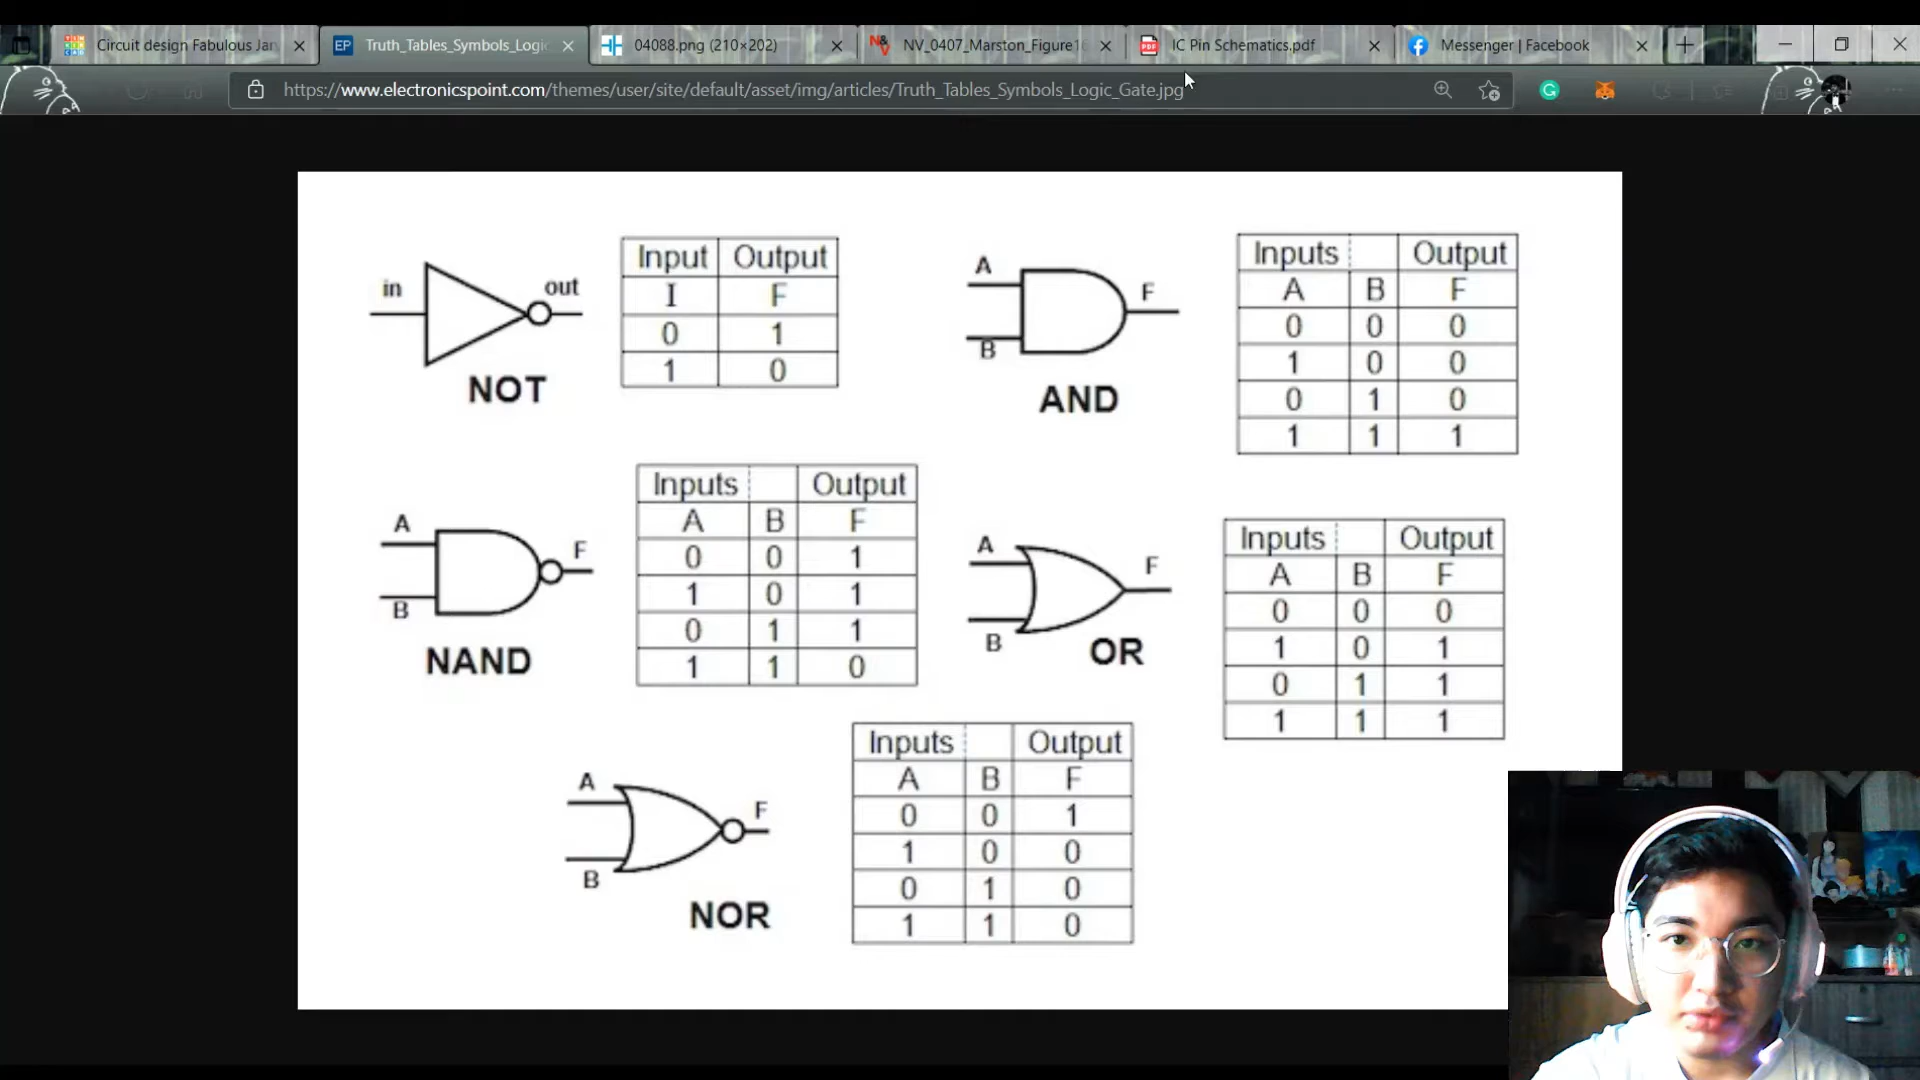 Circuit design Fabulous Jan
Truth_Tables_Symbols_Logic
04088.png (210×202)
NV_0407_Marston_Figure16
IC Pin Schematics.pdf
Messenger | Facebook
https://www.electronicspoint.com/themes/user/site/default/asset/img/articles/Truth_Tables_Symbols_Logic_Gate.jpg
in
out
NOT
Input Output
I F
0 1
1 0
A
B
F
AND
Inputs Output
A B F
0 0 0
1 0 0
0 1 0
1 1 1
A
B
F
NAND
Inputs Output
A B F
0 0 1
1 0 1
0 1 1
1 1 0
A
B
F
OR
Inputs Output
A B F
0 0 0
1 0 1
0 1 1
1 1 1
A
B
F
NOR
Inputs Output
A B F
0 0 1
1 0 0
0 1 0
1 1 0